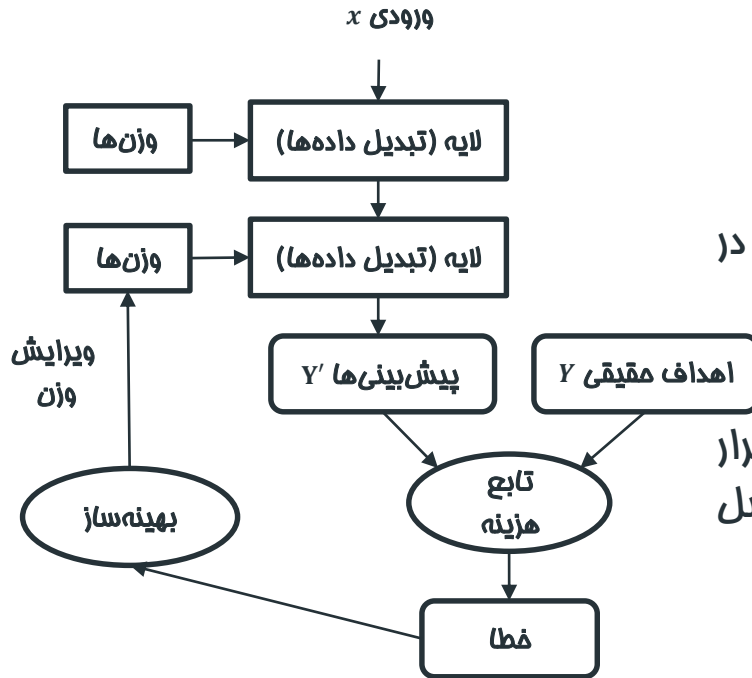 ورودی x
وزن‌ها
لایه (تبدیل داده‌ها)
وزن‌ها
لایه (تبدیل داده‌ها)
در
ویرایش
وزن
پیش‌بینی‌ها Y′
اهداف حقیقی Y
بهینه‌ساز
تابع
هزینه
خطا